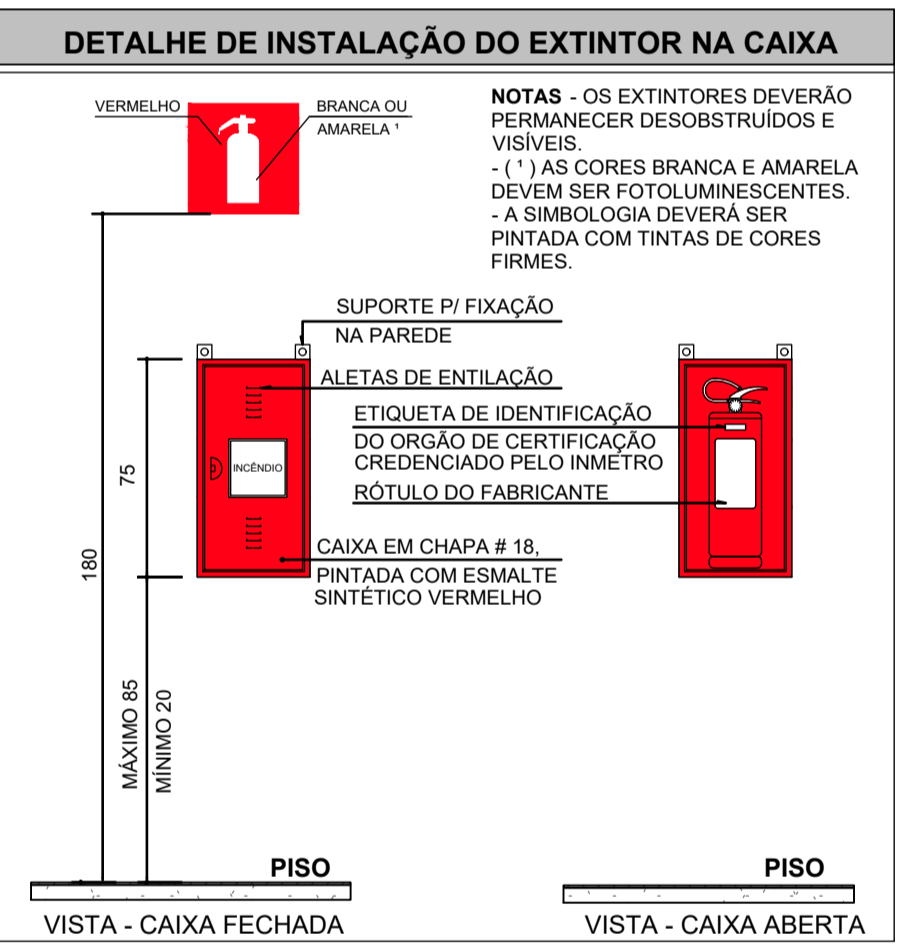 DETALHE DE INSTALAÇÃO DO EXTINTOR NA CAIXA
VERMELHO
BRANCA OU
AMARELA ¹
NOTAS - OS EXTINTORES DEVERÃO
PERMANECER DESOBSTRUÍDOS E
VISÍVEIS.
- ( ¹ ) AS CORES BRANCA E AMARELA
DEVEM SER FOTOLUMINESCENTES.
- A SIMBOLOGIA DEVERÁ SER
PINTADA COM TINTAS DE CORES
FIRMES.
SUPORTE P/ FIXAÇÃO
NA PAREDE
ALETAS DE ENTILAÇÃO
ETIQUETA DE IDENTIFICAÇÃO
DO ORGÃO DE CERTIFICAÇÃO
CREDENCIADO PELO INMETRO
RÓTULO DO FABRICANTE
INCÊNDIO
CAIXA EM CHAPA # 18,
PINTADA COM ESMALTE
SINTÉTICO VERMELHO
75
180
MÁXIMO 85
MÍNIMO 20
PISO
VISTA - CAIXA FECHADA
PISO
VISTA - CAIXA ABERTA